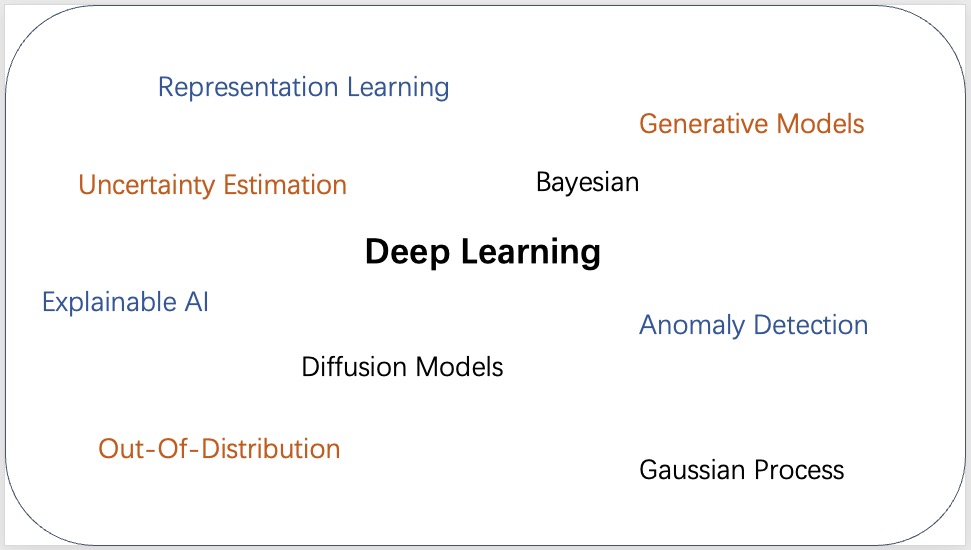 Representation Learning
Generative Models
Uncertainty Estimation
Bayesian
Deep Learning
Explainable AI
Anomaly Detection
Diffusion Models
Out-Of-Distribution
Gaussian Process